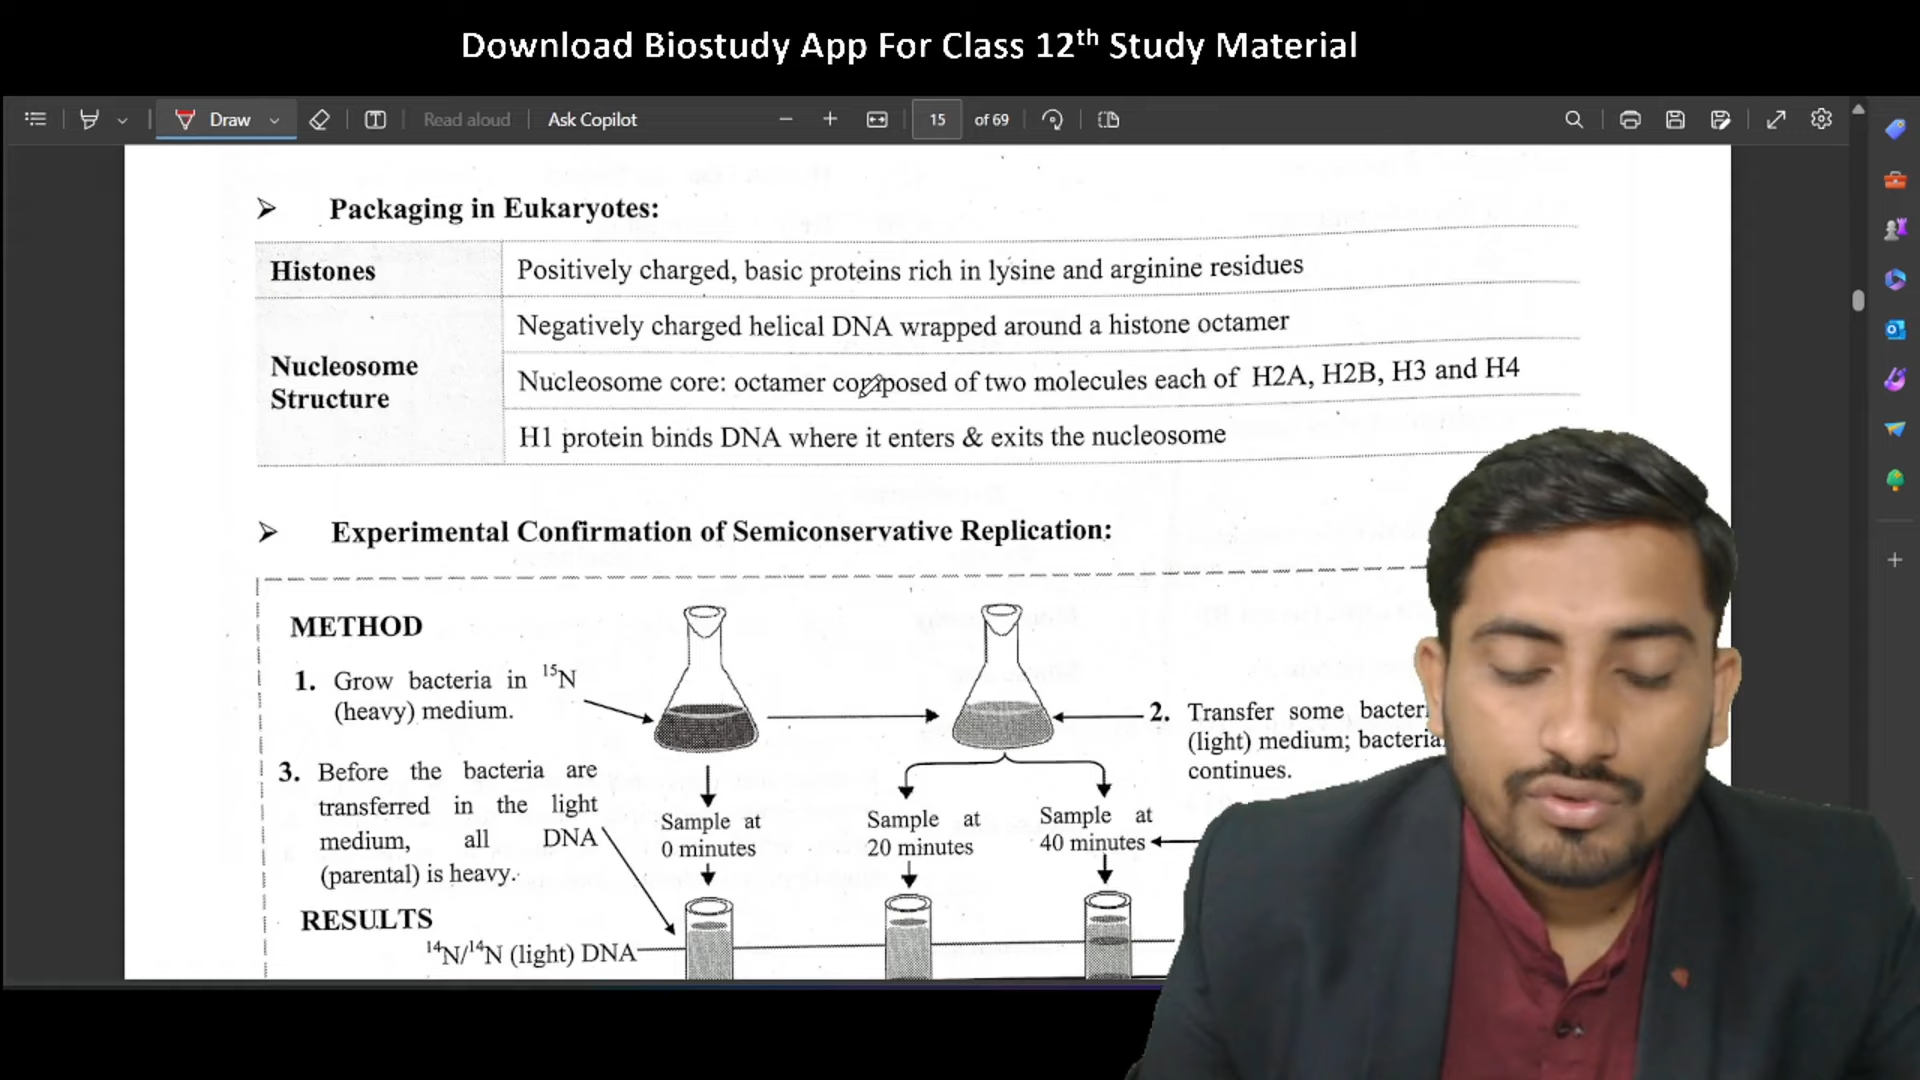 Download Biostudy App For Class 12th Study Material
Draw
Read aloud
Ask Copilot
15
of 69
➢ Packaging in Eukaryotes:
Histones
Positively charged, basic proteins rich in lysine and arginine residues
Nucleosome
Structure
Negatively charged helical DNA wrapped around a histone octamer
Nucleosome core: octamer composed of two molecules each of H2A, H2B, H3 and H4
H1 protein binds DNA where it enters & exits the nucleosome
➢ Experimental Confirmation of Semiconservative Replication:
METHOD
1. Grow bacteria in 15N
(heavy) medium.
2. Transfer some
(light) medium;
continues.
3. Before the bacteria are
transferred in the light
medium, all DNA
(parental) is heavy.
Sample at
0 minutes
Sample at
20 minutes
Sample at
40 minutes
RESULTS
14N/14N (light) DNA